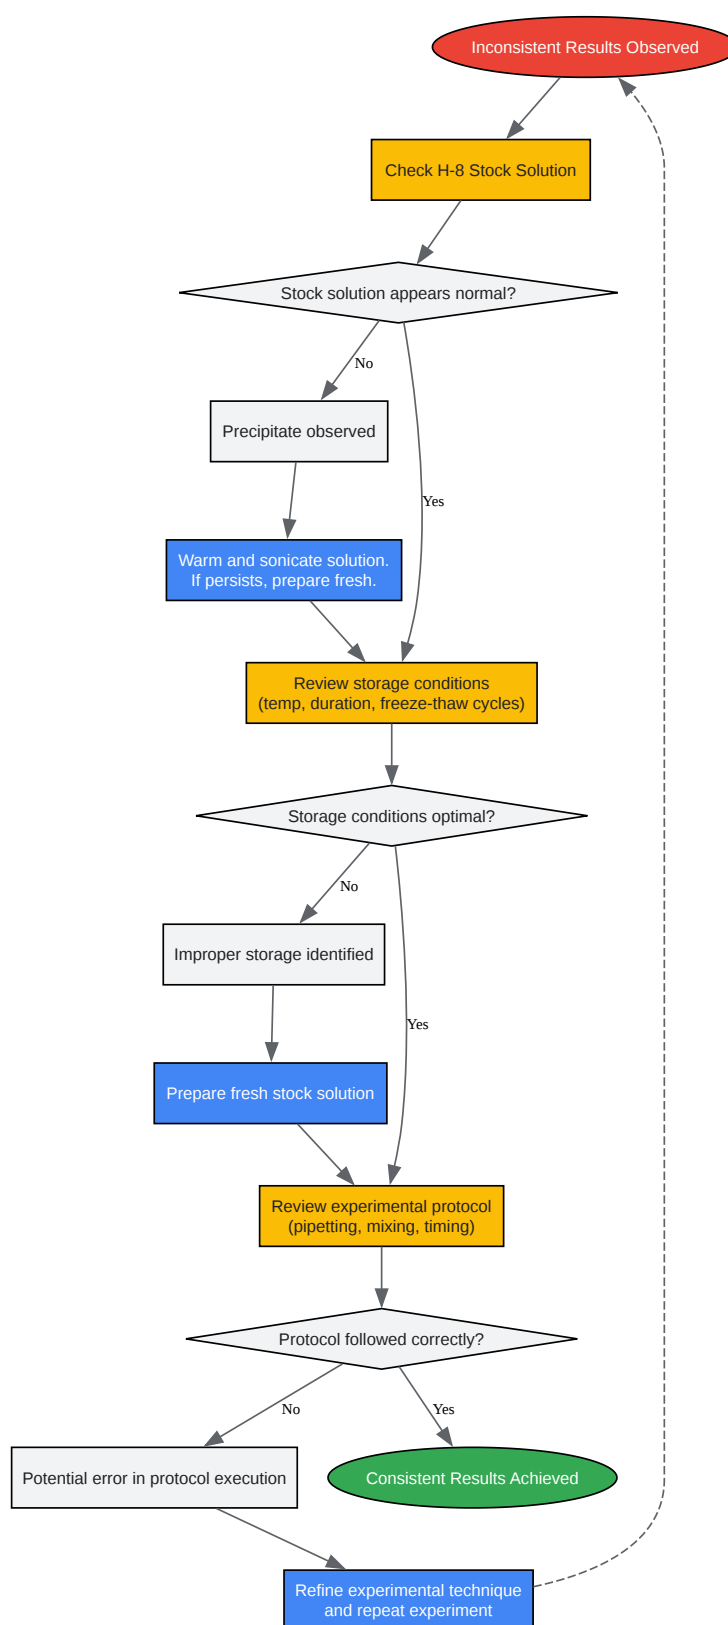 Inconsistent Results Observed
Check H-8 Stock Solution
Stock solution appears normal?
No
Precipitate observed
Yes
Warm and sonicate solution.
If persists, prepare fresh.
Review storage conditions
(temp, duration, freeze-thaw cycles)
Storage conditions optimal?
No
Improper storage identified
Yes
Prepare fresh stock solution
Review experimental protocol
(pipetting, mixing, timing)
Protocol followed correctly?
No
Yes
Potential error in protocol execution
Consistent Results Achieved
Refine experimental technique
and repeat experiment